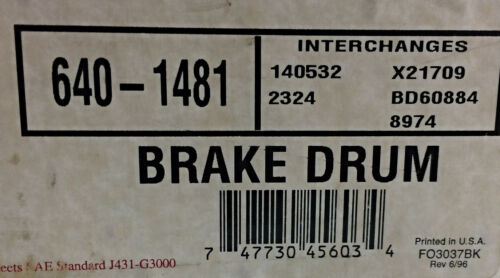 INTERCHANGES
640-1481
140532 X21709
2324 BD60884
8974
BRAKE DRUM
7 47730 45603 4
Printed in U.S.A.
FO3037BK
Rev 6/96
SAE Standard J431-G3000